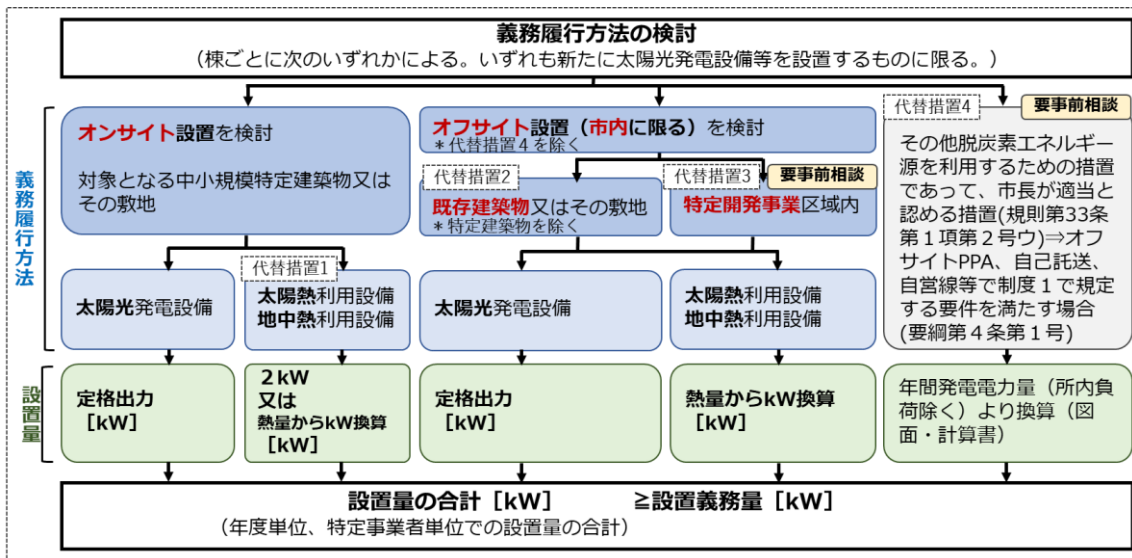 義務履行方法の検討
（棟ごとに次のいずれかによる。いずれも新たに太陽光発電設備等を設置するものに限る。）
義務履行方法
オンサイト設置を検討
対象となる中小規模特定建築物又は
その敷地
オフサイト設置（市内に限る）を検討
＊代替措置４を除く
代替措置2
既存建築物又はその敷地
＊特定建築物を除く
代替措置3
要事前相談
特定開発事業区域内
代替措置4
要事前相談
その他脱炭素エネルギー
源を利用するための措置
であって、市長が適当と
認める措置(規則第33条
第１項第２号ウ)⇒オフ
サイトPPA、自己託送、
自営線等で制度１で規定
する要件を満たす場合
(要綱第４条第１号)
太陽光発電設備
代替措置1
太陽熱利用設備
地中熱利用設備
太陽光発電設備
太陽熱利用設備
地中熱利用設備
設置量
定格出力
［kW］
２kW
又は
熱量からkW換算
［kW］
定格出力
［kW］
熱量からkW換算
［kW］
年間発電電力量（所内負
荷除く）より換算（図
面・計算書）
設置量の合計［kW］　≧設置義務量［kW］
（年度単位、特定事業者単位での設置量の合計）